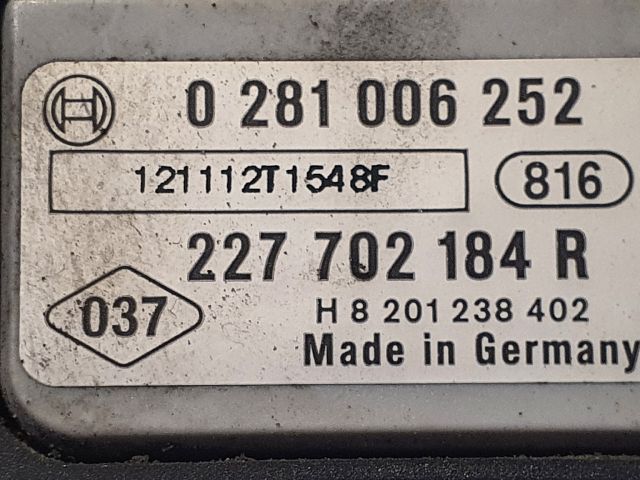 0 281 006 252
121112T1548F
816
227 702 184 R
037
H 8 201 238 402
Made in Germany